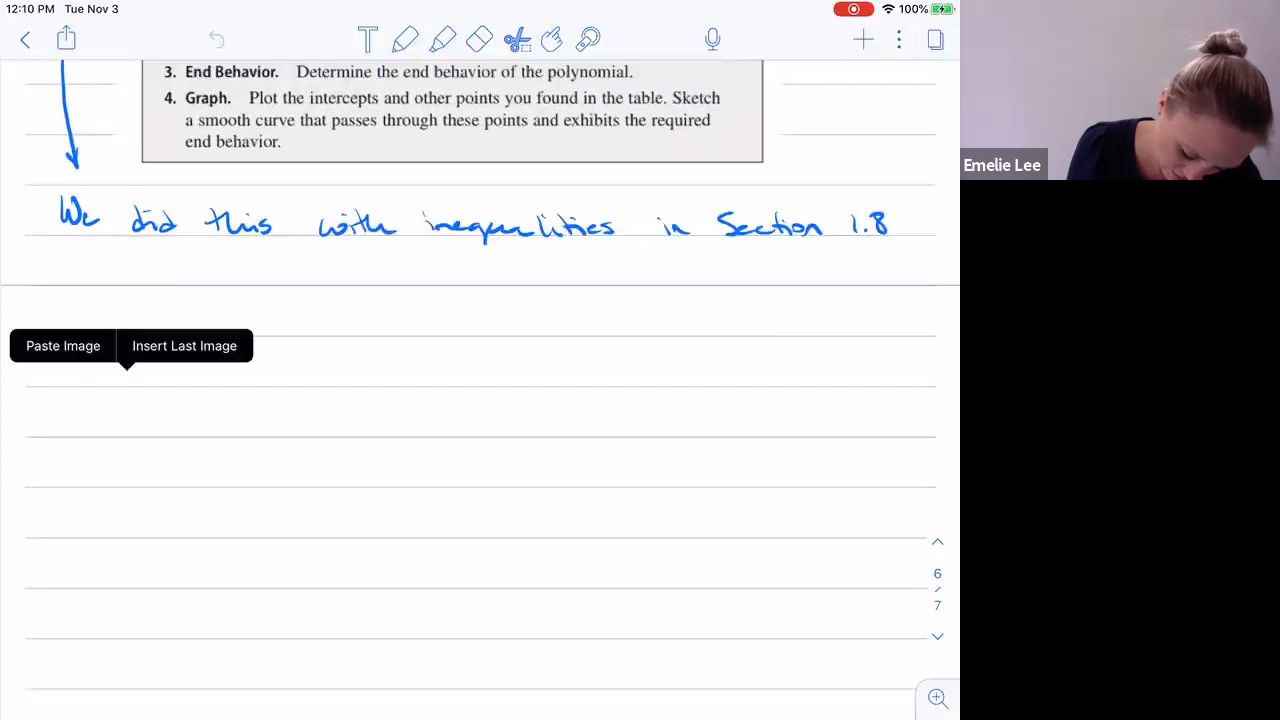 12:10 PM Tue Nov 3
100%
3. End Behavior. Determine the end behavior of the polynomial.
4. Graph. Plot the intercepts and other points you found in the table. Sketch
a smooth curve that passes through these points and exhibits the required
end behavior.
Emelie Lee
We did this with inequalities in Section 1.8
Paste Image Insert Last Image
6
7